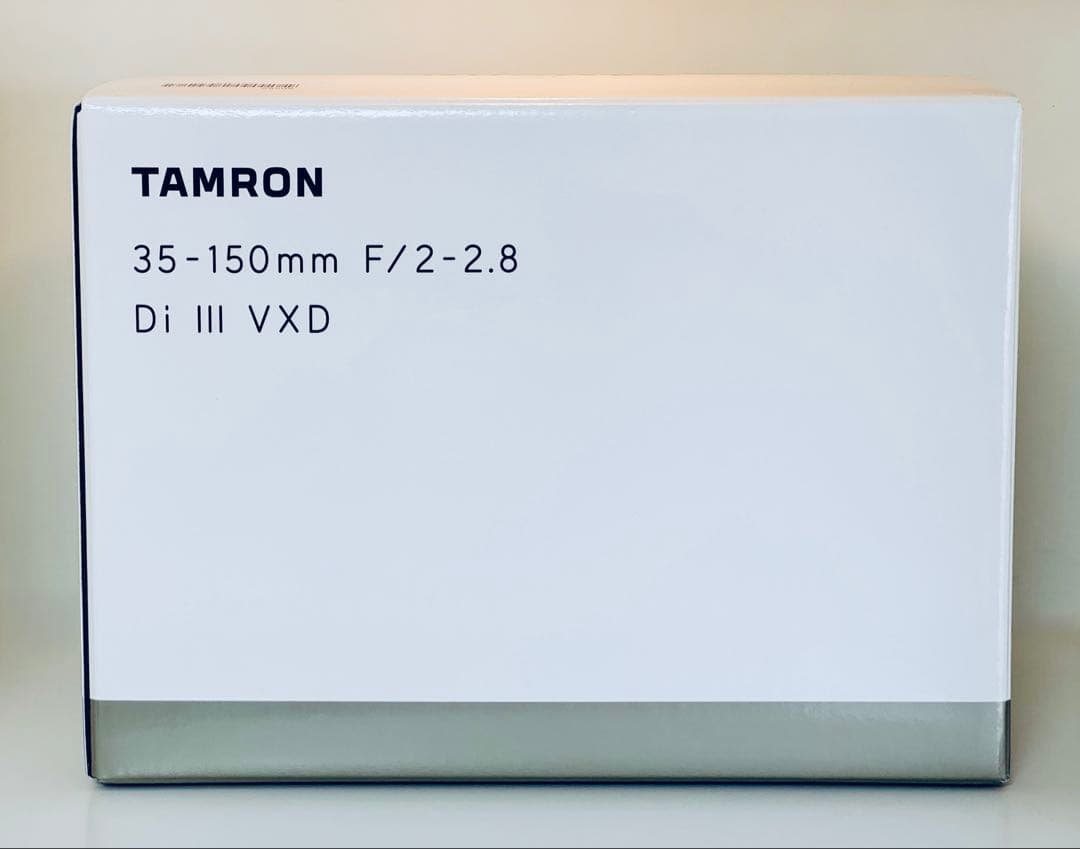 TAMRON
35-150mm F/2-2.8
Di III VXD